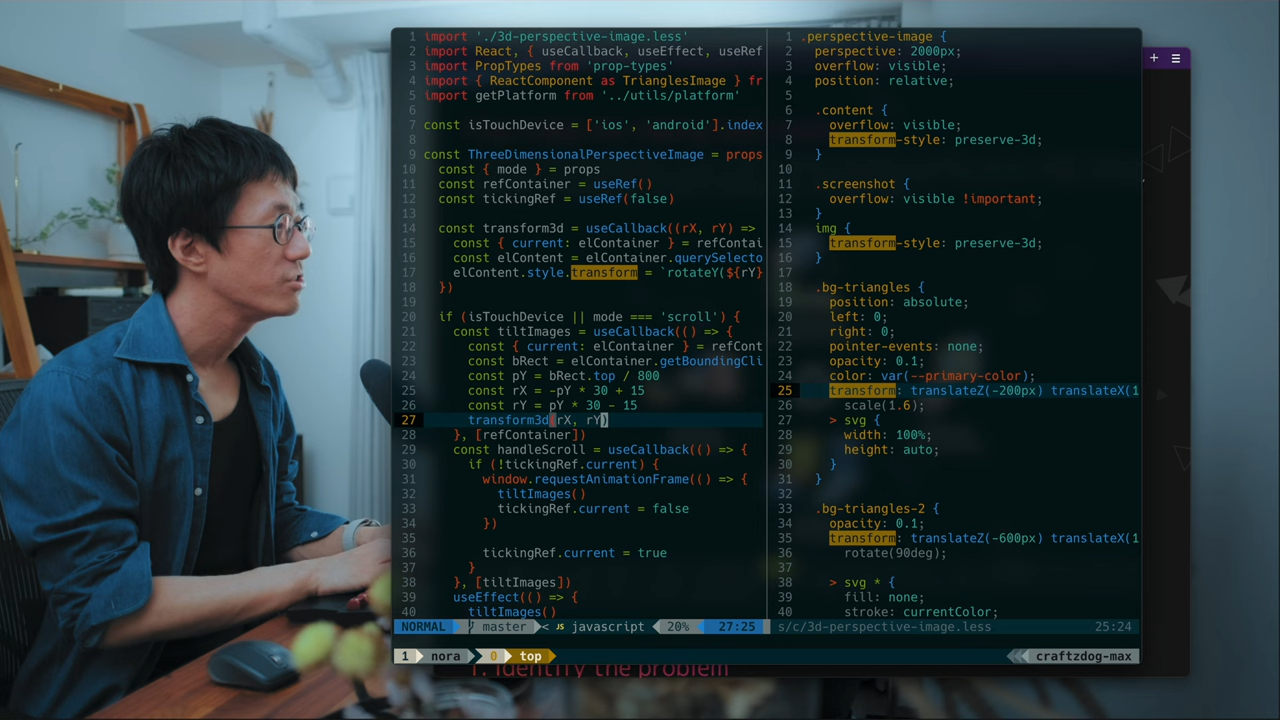 1 import './3d-perspective-image.less'
2 import React, { useCallback, useEffect, useRef
3 import PropTypes from 'prop-types'
4 import { ReactComponent as TrianglesImage } fr
5 import getPlatform from '../utils/platform'
6
7 const isTouchDevice = ['ios', 'android'].index
8
9 const ThreeDimensionalPerspectiveImage = props
10 const { mode } = props
11 const refContainer = useRef()
12 const tickingRef = useRef(false)
13
14 const transform3d = useCallback((rX, rY) =>
15 const { current: elContainer } = refContai
16 const elContent = elContainer.querySelecto
17 elContent.style.transform = `rotateY(${rY}
18 })
19
20 if (isTouchDevice || mode === 'scroll') {
21 const tiltImages = useCallback(() => {
22 const { current: elContainer } = refCont
23 const bRect = elContainer.getBoundingCli
24 const pY = bRect.top / 800
25 const rX = -pY * 30 + 15
26 const rY = pY * 30 - 15
27 transform3d(rX, rY)
28 }, [refContainer])
29 const handleScroll = useCallback(() => {
30 if (!tickingRef.current) {
31 window.requestAnimationFrame(() => {
32 tiltImages()
33 tickingRef.current = false
34 })
35
36 tickingRef.current = true
37 }
38 }, [tiltImages])
39 useEffect(() => {
40 tiltImages()
NORMAL master < JS javascript 20% 27:25
1 .perspective-image {
2 perspective: 2000px;
3 overflow: visible;
4 position: relative;
5
6 .content {
7 overflow: visible;
8 transform-style: preserve-3d;
9 }
10
11 .screenshot {
12 overflow: visible !important;
13 }
14 img {
15 transform-style: preserve-3d;
16 }
17
18 .bg-triangles {
19 position: absolute;
20 left: 0;
21 right: 0;
22 pointer-events: none;
23 opacity: 0.1;
24 color: var(--primary-color);
25 transform: translateZ(-200px) translateX(1
26 scale(1.6);
27 > svg {
28 width: 100%;
29 height: auto;
30 }
31 }
32
33 .bg-triangles-2 {
34 opacity: 0.1;
35 transform: translateZ(-600px) translateX(1
36 rotate(90deg);
37
38 > svg * {
39 fill: none;
40 stroke: currentColor;
s/c/3d-perspective-image.less 25:24
1 nora 0 top craftzdog-max
1. Identify the problem